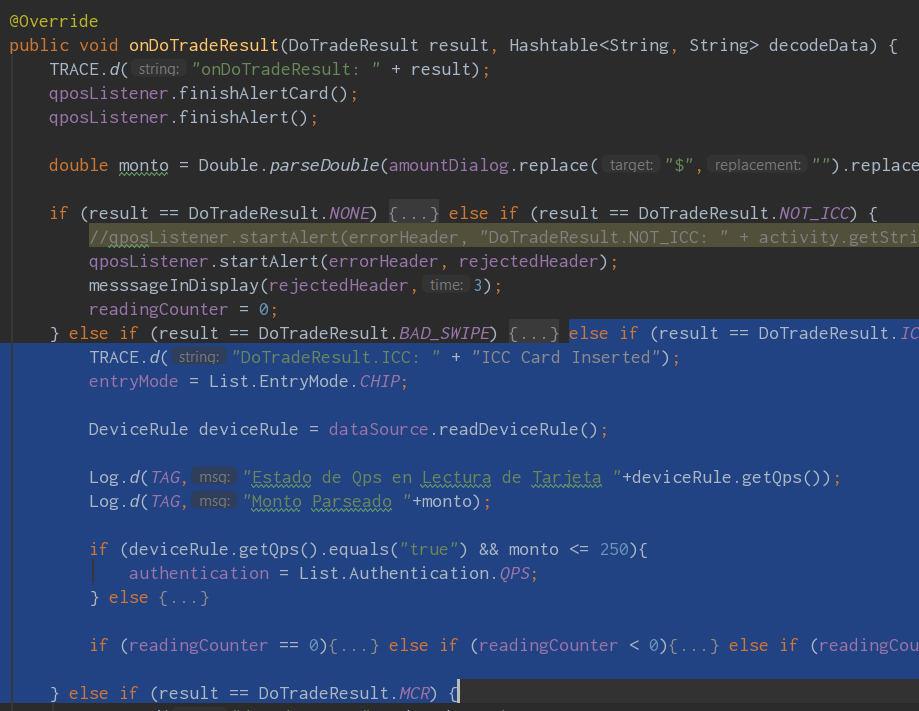 @Override
public void onDoTradeResult(DoTradeResult result, Hashtable<String, String> decodeData) {
TRACE.d( string: "onDoTradeResult: " + result);
qposListener.finishAlertCard();
qposListener.finishAlert();
double monto = Double.parseDouble(amountDialog.replace( target: "$", replacement: "").replace
if (result == DoTradeResult.NONE) {...} else if (result == DoTradeResult.NOT_ICC) {
//qposListener.startAlert(errorHeader, "DoTradeResult.NOT_ICC: " + activity.getStri
qposListener.startAlert(errorHeader, rejectedHeader);
messsageInDisplay(rejectedHeader, time: 3);
readingCounter = 0;
} else if (result == DoTradeResult.BAD_SWIPE) {...} else if (result == DoTradeResult.IC
TRACE.d( string: "DoTradeResult.ICC: " + "ICC Card Inserted");
entryMode = List.EntryMode.CHIP;
DeviceRule deviceRule = dataSource.readDeviceRule();
Log.d(TAG, msg: "Estado de Qps en Lectura de Tarjeta "+deviceRule.getQps());
Log.d(TAG, msg: "Monto Parseado "+monto);
if (deviceRule.getQps().equals("true") && monto <= 250){
authentication = List.Authentication.QPS;
} else {...}
if (readingCounter == 0){...} else if (readingCounter < 0){...} else if (readingCou
} else if (result == DoTradeResult.MCR) {